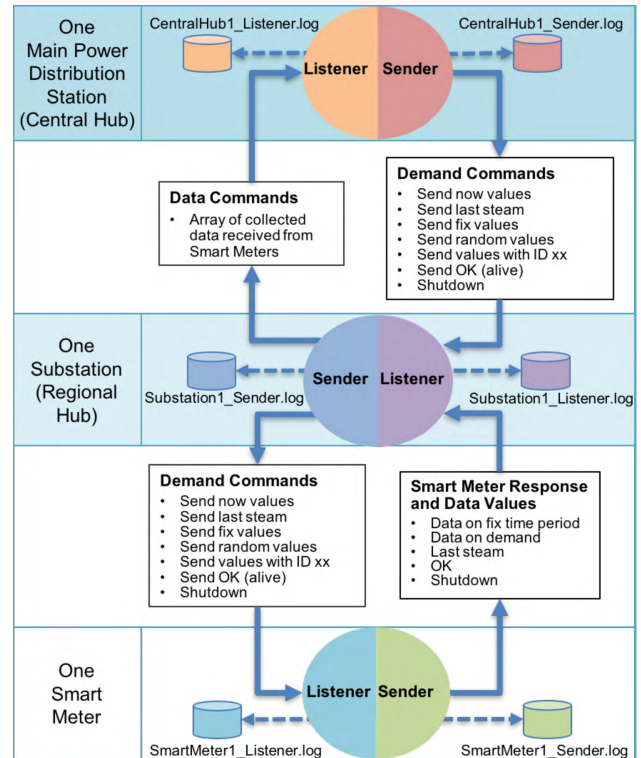 One
Main Power
Distribution
Station
(Central Hub)
CentralHub1_Listener.log
CentralHub1_Sender.log
Listener
Sender
Data Commands
• Array of collected
data received from
Smart Meters
Demand Commands
• Send now values
• Send last steam
• Send fix values
• Send random values
• Send values with ID xx
• Send OK (alive)
• Shutdown
One
Substation
(Regional
Hub)
Sender
Listener
Substation1_Sender.log
Substation1_Listener.log
Demand Commands
• Send now values
• Send last steam
• Send fix values
• Send random values
• Send values with ID xx
• Send OK (alive)
• Shutdown
Smart Meter Response
and Data Values
• Data on fix time period
• Data on demand
• Last steam
• OK
• Shutdown
One
Smart
Meter
Listener
Sender
SmartMeter1_Listener.log
SmartMeter1_Sender.log